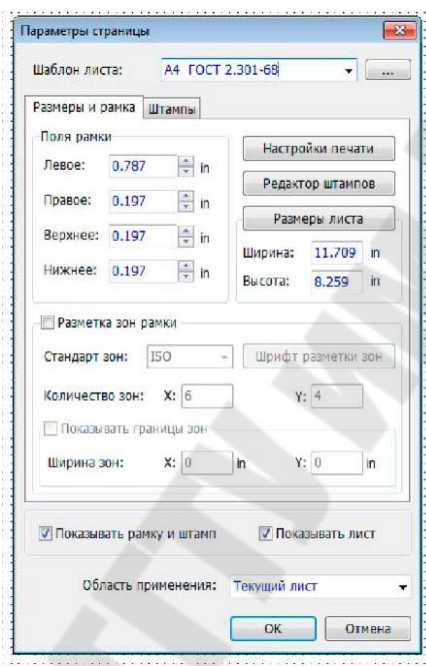 Параметры страницы
Шаблон листа: А4 ГОСТ 2.301-68 ...
Размеры и рамка Штампы
Поля рамки
Левое: 0.787 in
Правое: 0.197 in
Верхнее: 0.197 in
Нижнее: 0.197 in
Настройки печати
Редактор штампов
Размеры листа
Ширина: 11.709 in
Высота: 8.259 in
Разметка зон рамки
Стандарт зон: ISO Шрифт разметки зон
Количество зон: X: 6 Y: 4
Показывать границы зон
Ширина зон: X: 0 in Y: 0 in
Показывать рамку и штамп Показывать лист
Область применения: Текущий лист
OK Отмена